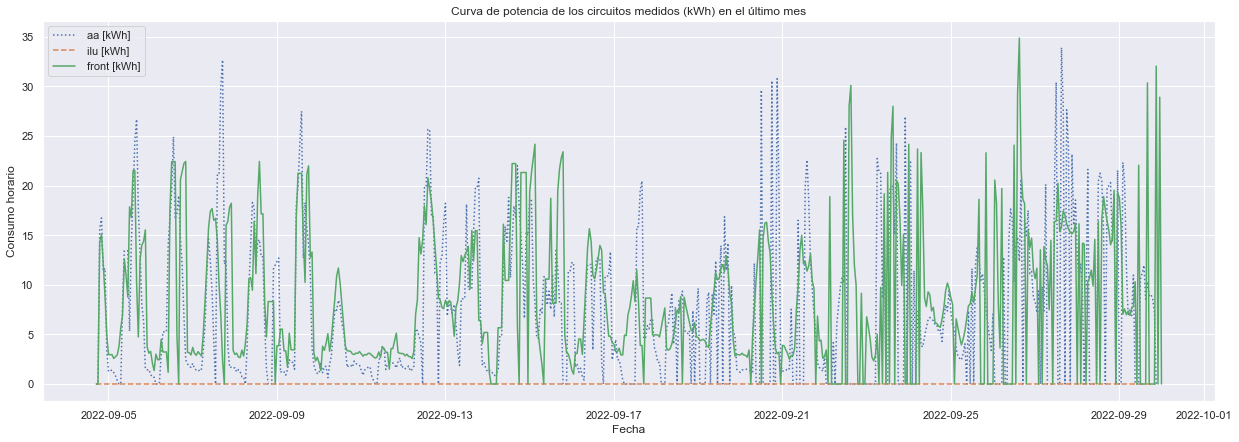 Curva de potencia de los circuitos medidos (kWh) en el último mes
aa [kWh]
ilu [kWh]
front [kWh]
Consumo horario
35
30
25
20
15
10
5
0
2022-09-05
2022-09-09
2022-09-13
2022-09-17
2022-09-21
2022-09-25
2022-09-29
2022-10-01
Fecha